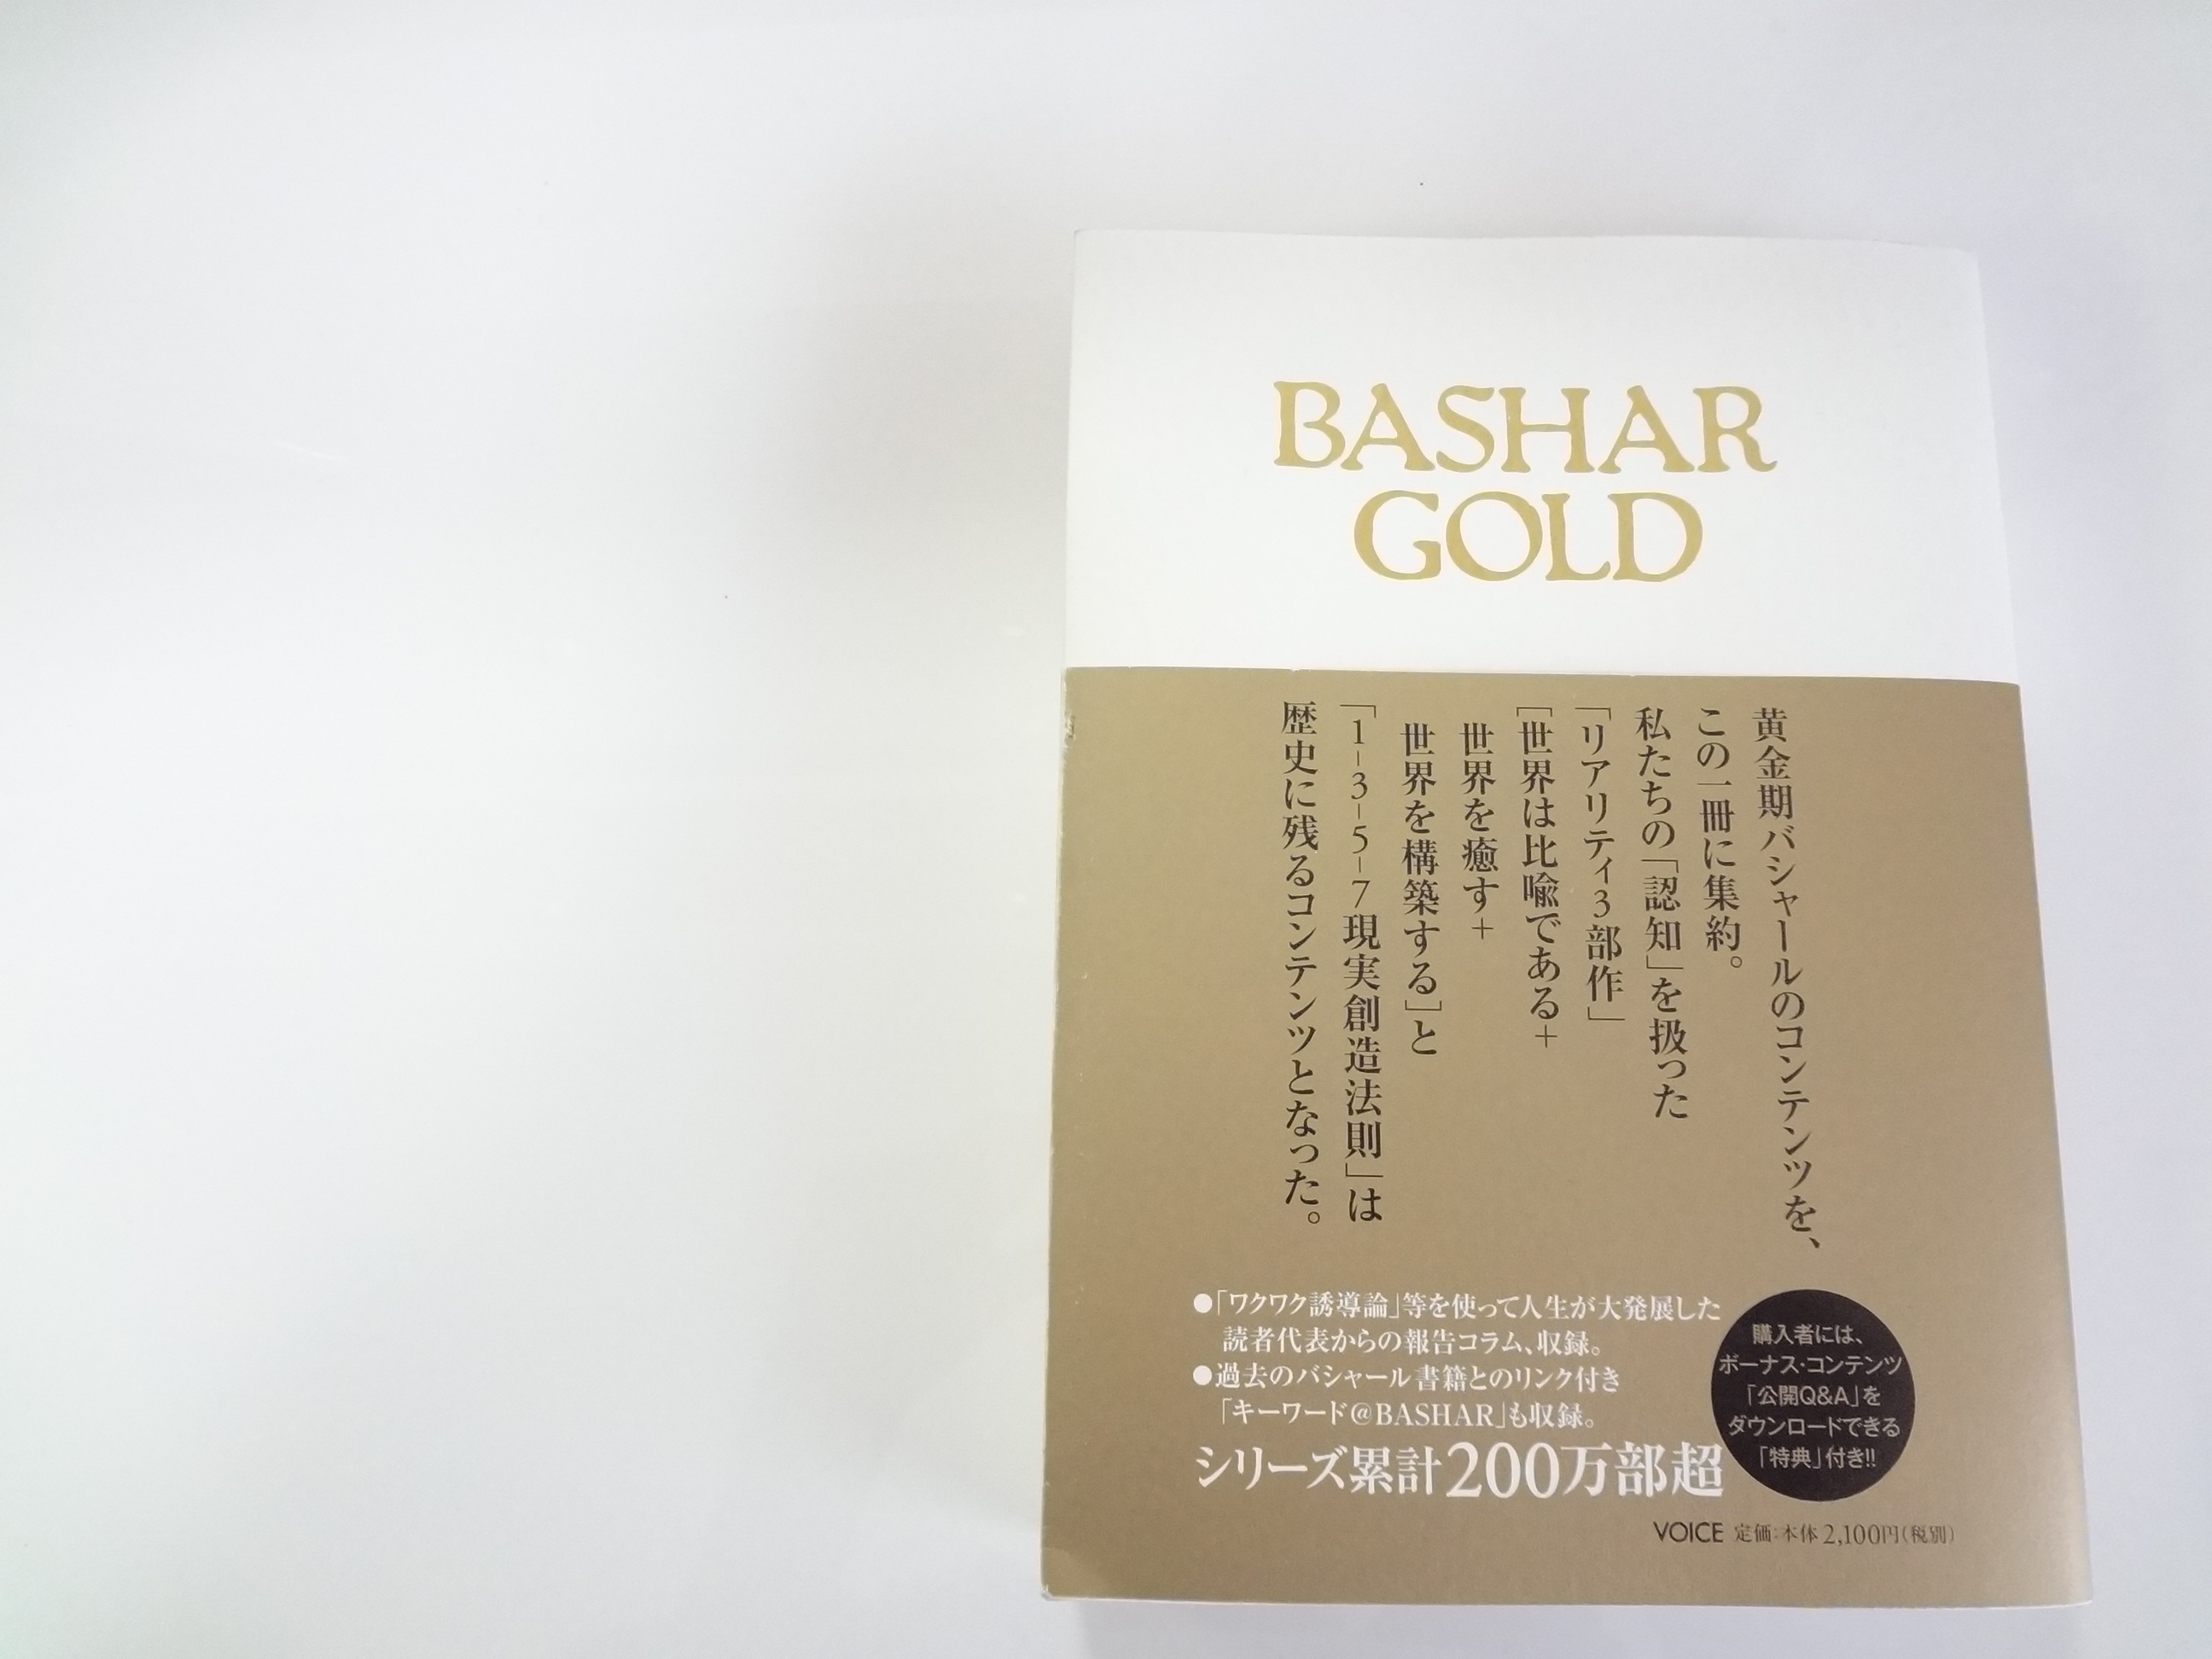 BASHAR
GOLD
黄金期バシャールのコンテンツを、
この一冊に集約。
私たちの「認知」を扱った
「リアリティ3部作」
[世界は比喩である+
世界を癒す+
世界を構築する]と
「1-3-5-7現実創造法則」は
歴史に残るコンテンツとなった。
●「ワクワク誘導論」等を使って人生が大発展した
読者代表からの報告コラム、収録。
●過去のバシャール書籍とのリンク付き
「キーワード@BASHAR」も収録。
シリーズ累計200万部超
購入者には、
ボーナス・コンテンツ
「公開Q&A」を
ダウンロードできる
「特典」付き!!
VOICE 定価:本体2,100円(税別)